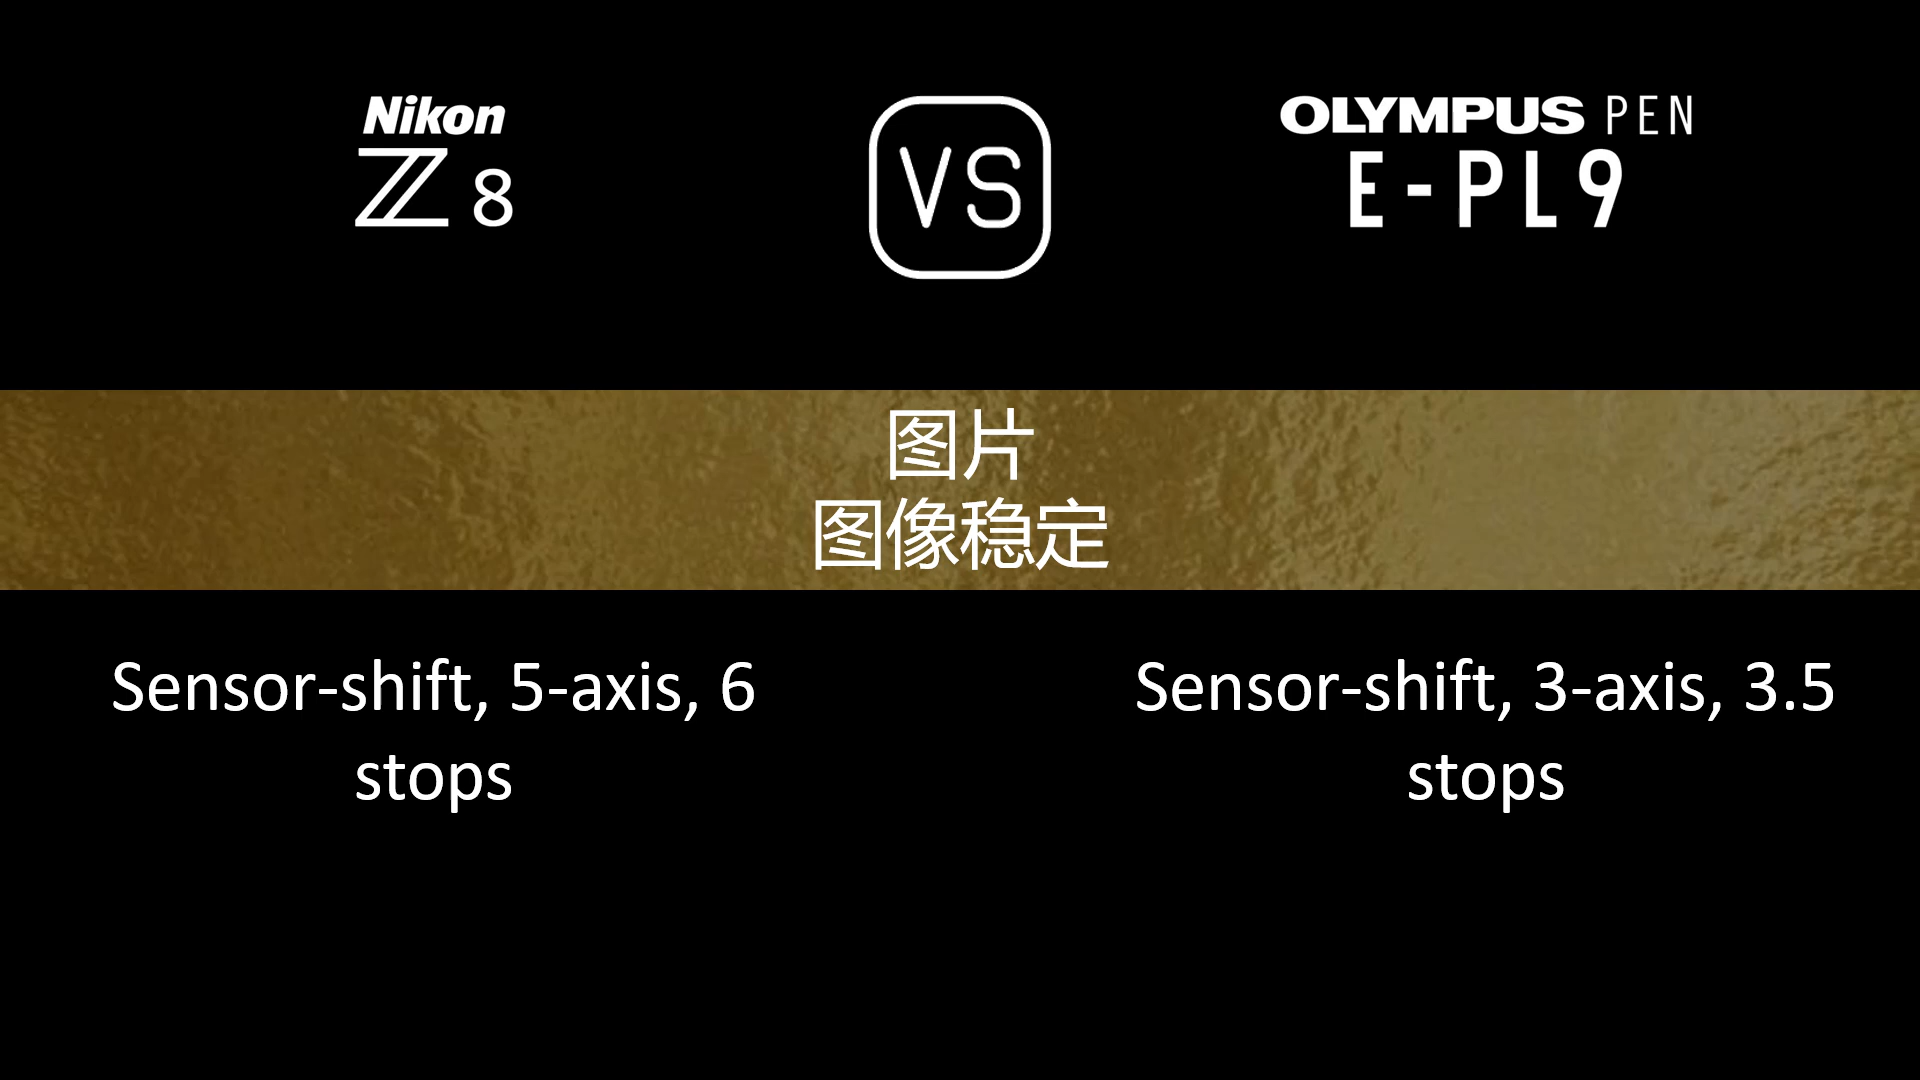 Nikon
Z 8
VS
OLYMPUS PEN
E-PL9
图片
图像稳定
Sensor-shift, 5-axis, 6
stops
Sensor-shift, 3-axis, 3.5
stops